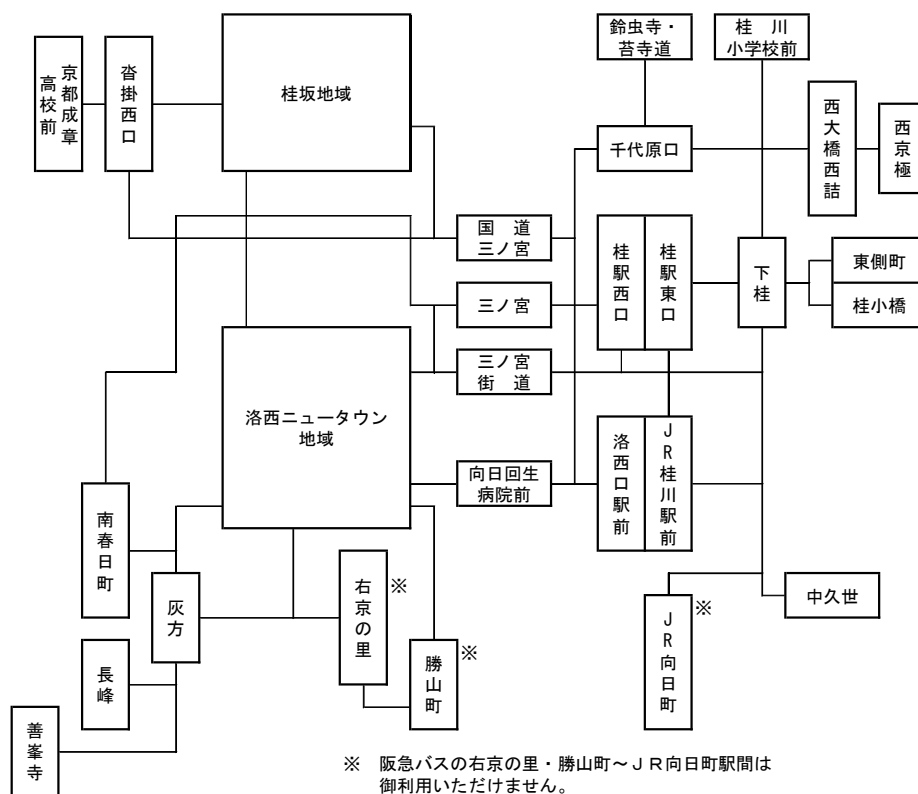 鈴虫寺・
苔寺道
桂　川
小学校前
京都成章
高校前
沓掛西口
桂坂地域
千代原口
西大橋西詰
西京極
国　道
三ノ宮
桂駅西口
桂駅東口
下桂
東側町
桂小橋
三ノ宮
三ノ宮
街　道
洛西ニュータウン
地域
向日回生
病院前
洛西口駅前
ＪＲ桂川駅前
南春日町
灰方
右京の里
※
中久世
ＪＲ向日町
※
長峰
勝山町
※
善峯寺
※　阪急バスの右京の里・勝山町～ＪＲ向日町駅間は
御利用いただけません。